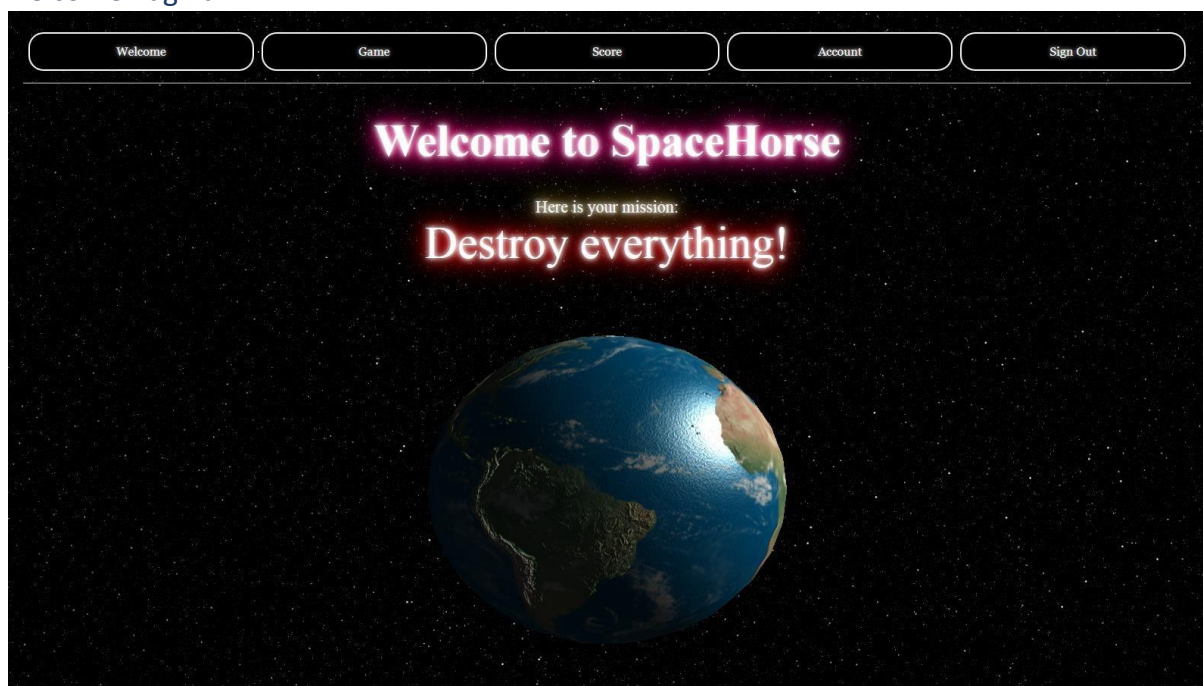 Welcome
Game
Score
Account
Sign Out
Welcome to SpaceHorse
Here is your mission:
Destroy everything!